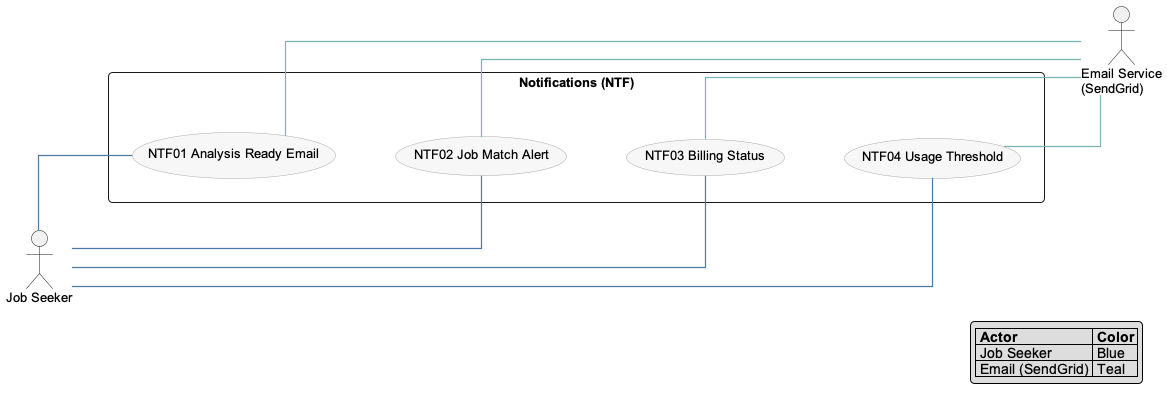 Email Service
(SendGrid)
Notifications (NTF)
NTF01 Analysis Ready Email
NTF02 Job Match Alert
NTF03 Billing Status
NTF04 Usage Threshold
Job Seeker
Actor Color
Job Seeker Blue
Email (SendGrid) Teal